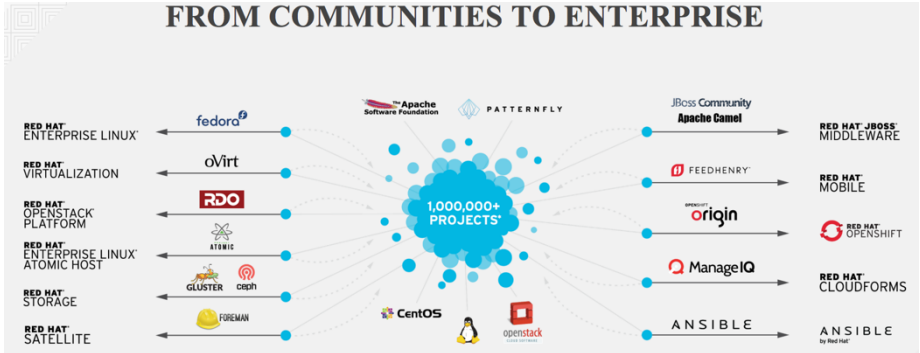 FROM COMMUNITIES TO ENTERPRISE
The Apache
Software Foundation
PATTERNFLY
JBoss Community
Apache Camel
RED HAT®
ENTERPRISE LINUX®
fedora
RED HAT® JBOSS®
MIDDLEWARE
RED HAT®
VIRTUALIZATION
oVirt
FEEDHENRY™
RED HAT®
MOBILE
RED HAT®
OPENSTACK®
PLATFORM
RDO
1,000,000+
PROJECTS*
OPENSHIFT
origin
RED HAT®
OPENSHIFT
RED HAT®
ENTERPRISE LINUX®
ATOMIC HOST
ATOMIC
ManageIQ
RED HAT®
CLOUDFORMS
RED HAT®
STORAGE
GLUSTER
ceph
RED HAT®
SATELLITE
FOREMAN
CentOS
openstack
CLOUD SOFTWARE
ANSIBLE
ANSIBLE
by Red Hat®